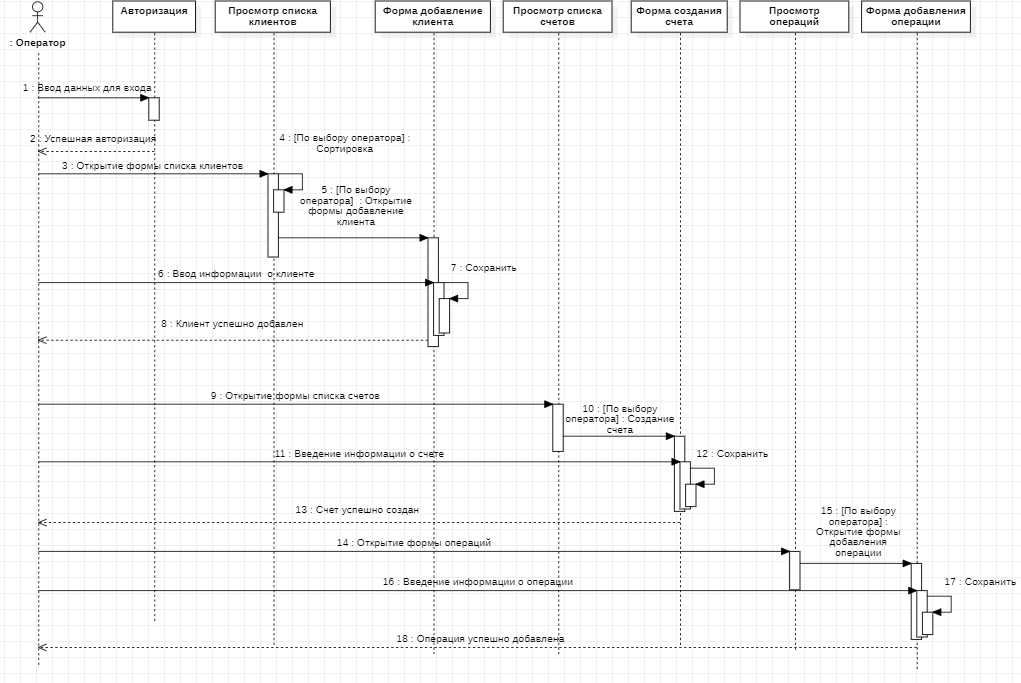 Авторизация
Просмотр списка
клиентов
Форма добавление
клиента
Просмотр списка
счетов
Форма создания
счета
Просмотр
операций
Форма добавления
операции
: Оператор
1 : Ввод данных для входа
2 : Успешная авторизация
3 : Открытие формы списка клиентов
4 : [По выбору оператора] :
Сортировка
5 : [По выбору
оператора] : Открытие
формы добавление
клиента
6 : Ввод информации о клиенте
7 : Сохранить
8 : Клиент успешно добавлен
9 : Открытие формы списка счетов
10 : [По выбору
оператора] : Создание
счета
11 : Введение информации о счете
12 : Сохранить
13 : Счет успешно создан
14 : Открытие формы операций
15 : [По выбору
оператора] :
Открытие формы
добавления
операции
16 : Введение информации о операции
17 : Сохранить
18 : Операция успешно добавлена